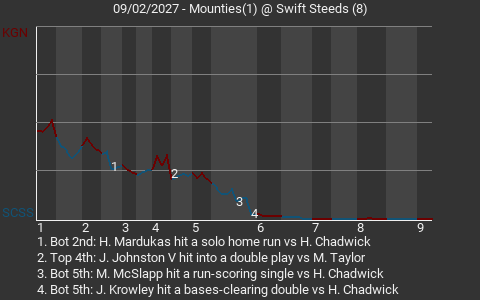 09/02/2027 - Mounties(1) @ Swift Steeds (8)
KGN
1
2
3
4
SCSS
1 2 3 4 5 6 7 8 9
1. Bot 2nd: H. Mardukas hit a solo home run vs H. Chadwick
2. Top 4th: J. Johnston V hit into a double play vs M. Taylor
3. Bot 5th: M. McSlapp hit a run-scoring single vs H. Chadwick
4. Bot 5th: J. Krowley hit a bases-clearing double vs H. Chadwick